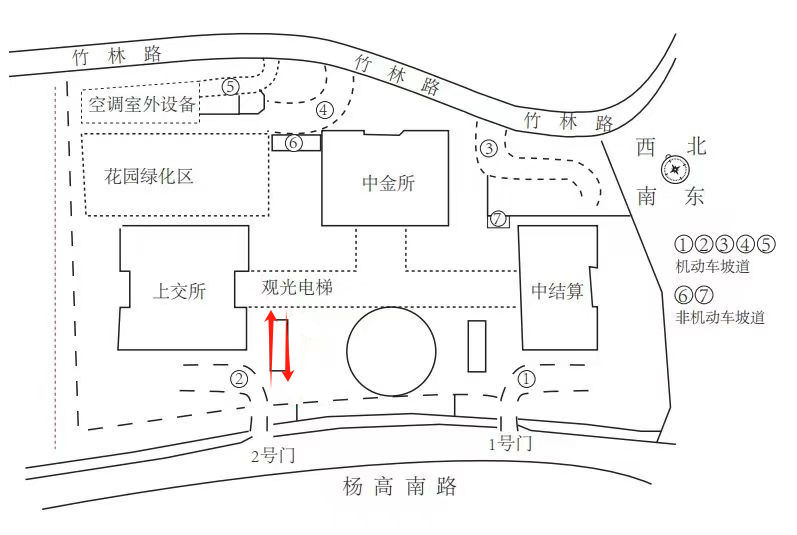 竹林路
竹林路
竹林路
⑤
空调室外设备
④
⑥
③
西北
花园绿化区
中金所
南东
⑦
①②③④⑤
机动车坡道
上交所
观光电梯
中结算
⑥⑦
非机动车坡道
②
①
2号门
1号门
杨高南路